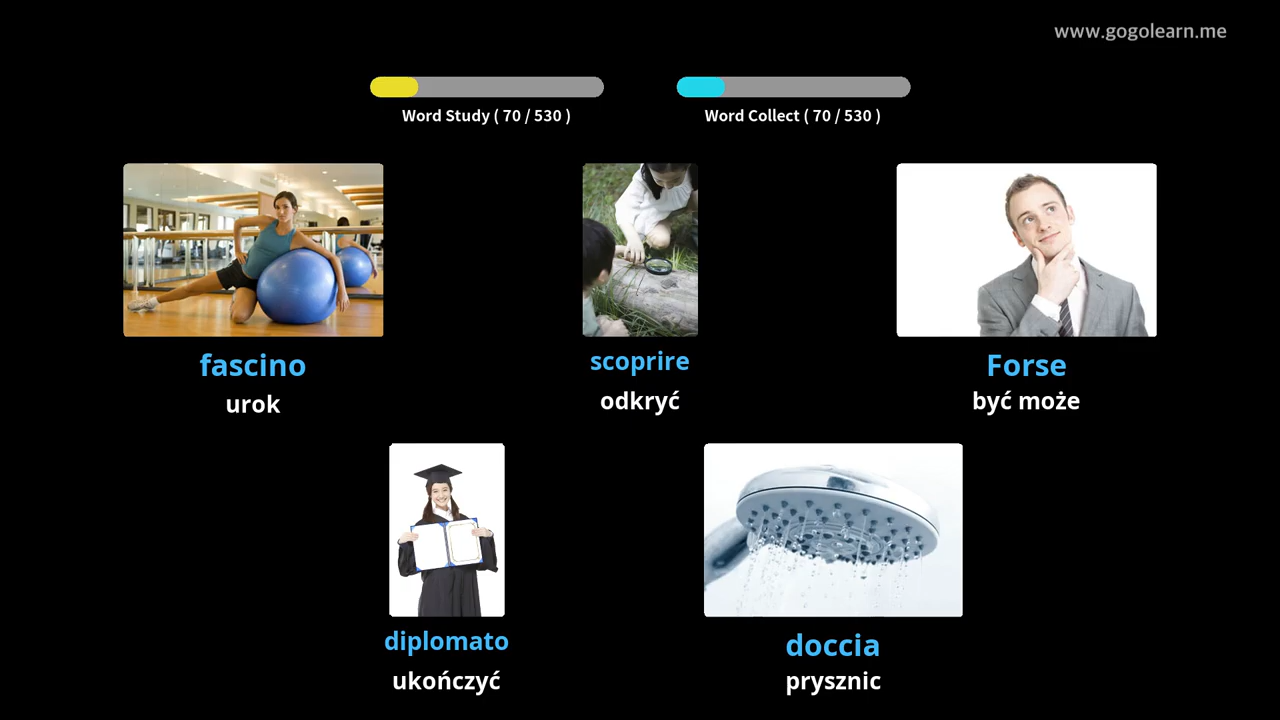 www.gogolearn.me
Word Study ( 70 / 530 )
Word Collect ( 70 / 530 )
fascino
urok
scoprire
odkryć
Forse
być może
diplomato
ukończyć
doccia
prysznic